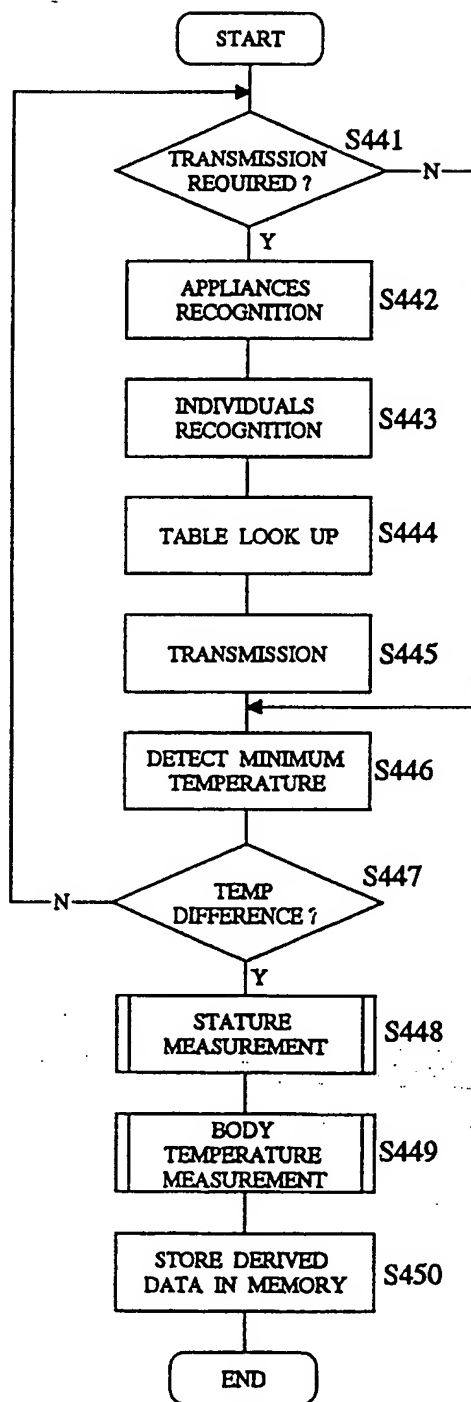 START
S441
TRANSMISSION
REQUIRED ?
N
Y
APPLIANCES
RECOGNITION
S442
INDIVIDUALS
RECOGNITION
S443
TABLE LOOK UP
S444
TRANSMISSION
S445
DETECT MINIMUM
TEMPERATURE
S446
S447
TEMP
DIFFERENCE ?
N
Y
STATURE
MEASUREMENT
S448
BODY
TEMPERATURE
MEASUREMENT
S449
STORE DERIVED
DATA IN MEMORY
S450
END